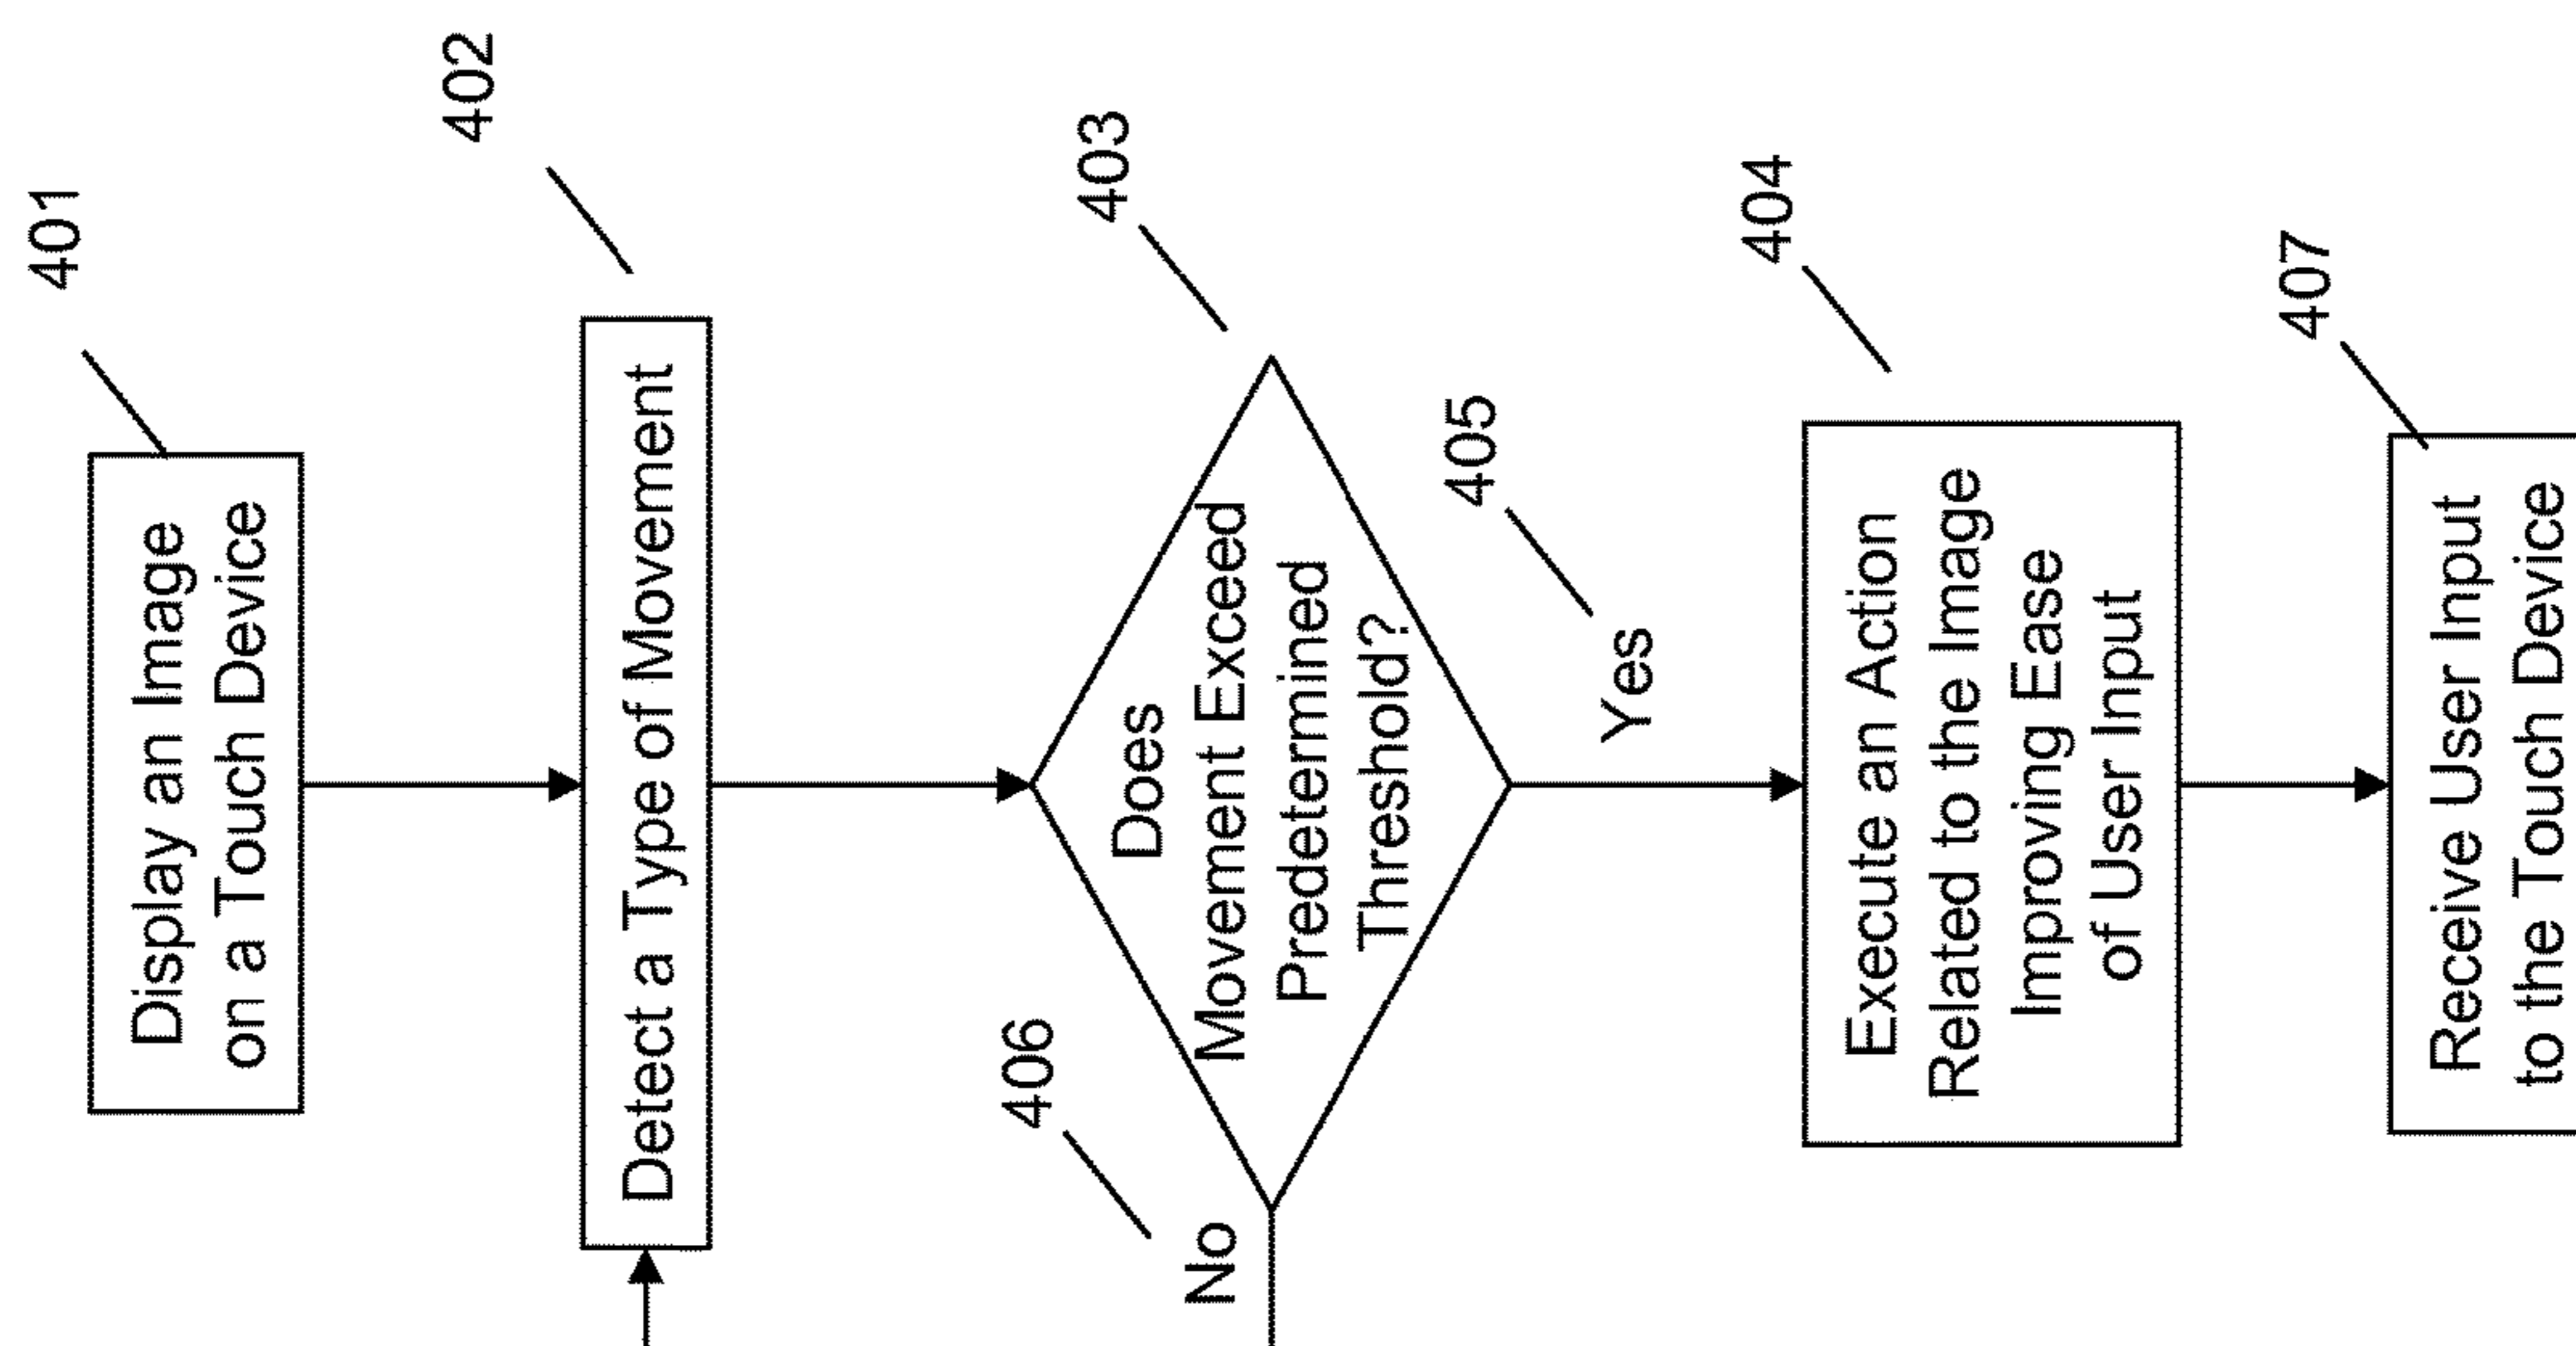 401
Display an Image
on a Touch Device
402
Detect a Type of Movement
403
Does
Movement Exceed
Predetermined
Threshold?
406
No
405
Yes
404
Execute an Action
Related to the Image
Improving Ease
of User Input
407
Receive User Input
to the Touch Device